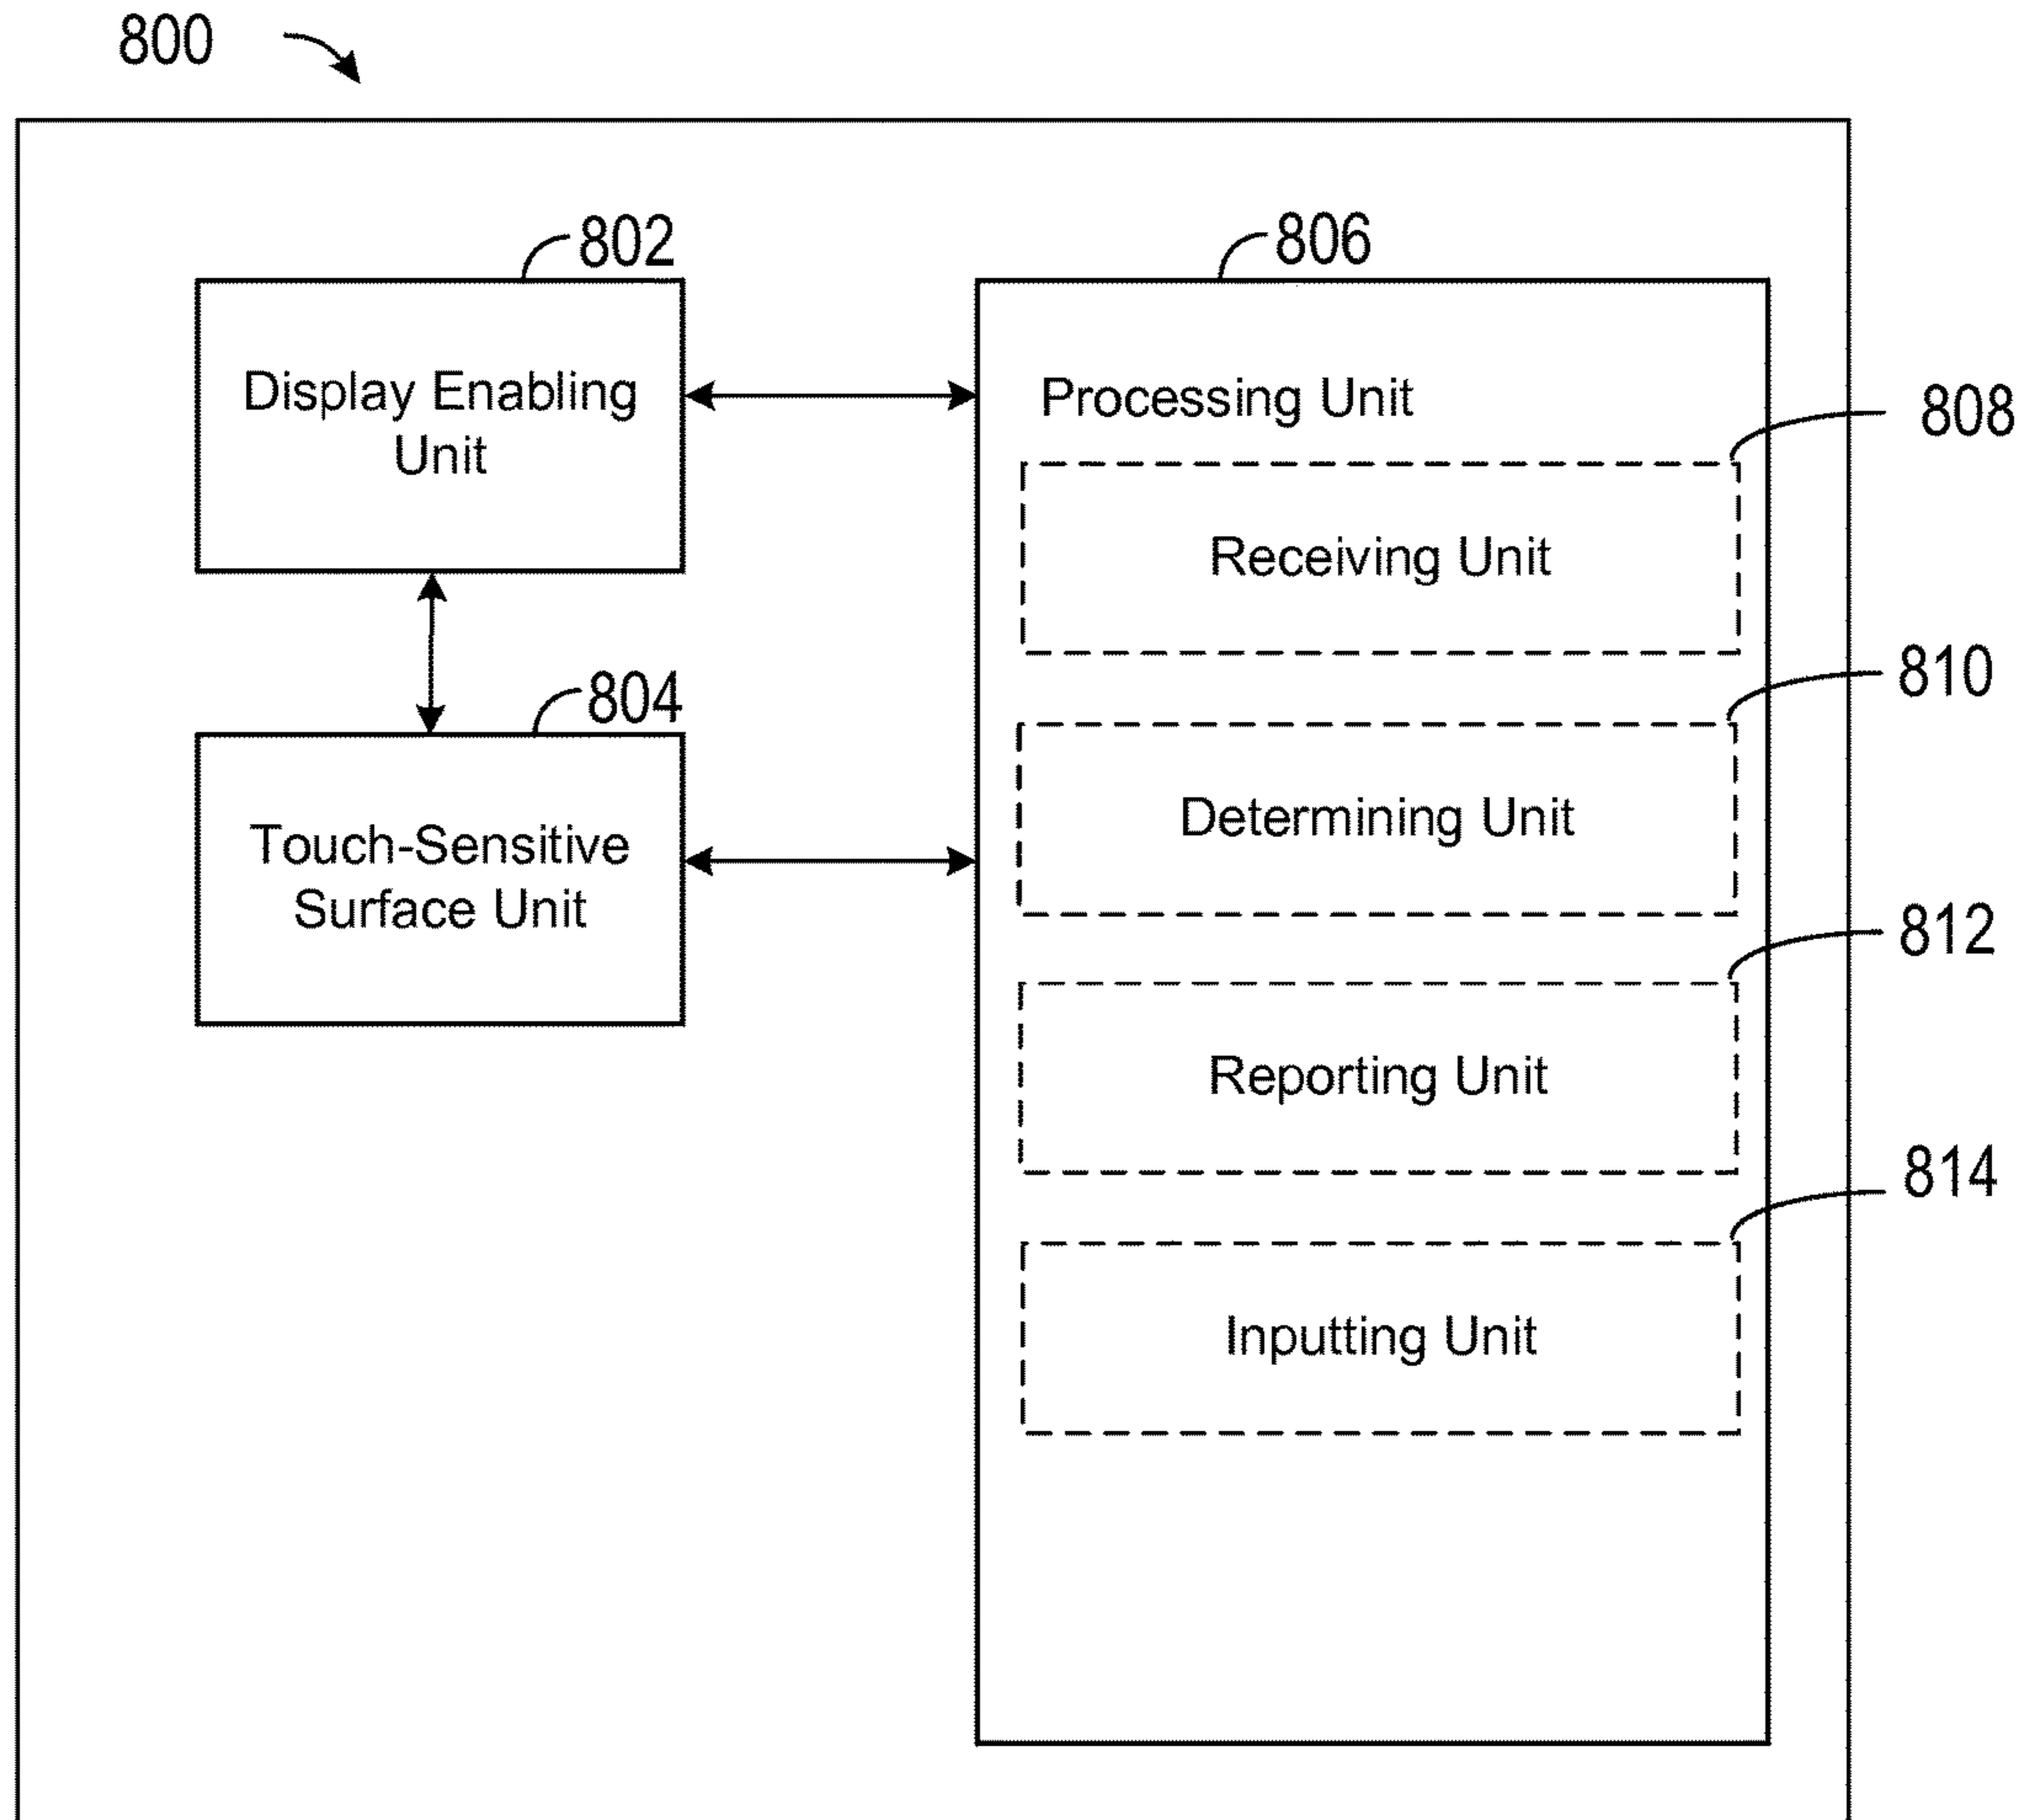 800
802
806
Display Enabling
Unit
Processing Unit
808
Receiving Unit
810
804
Touch-Sensitive
Surface Unit
Determining Unit
812
Reporting Unit
814
Inputting Unit